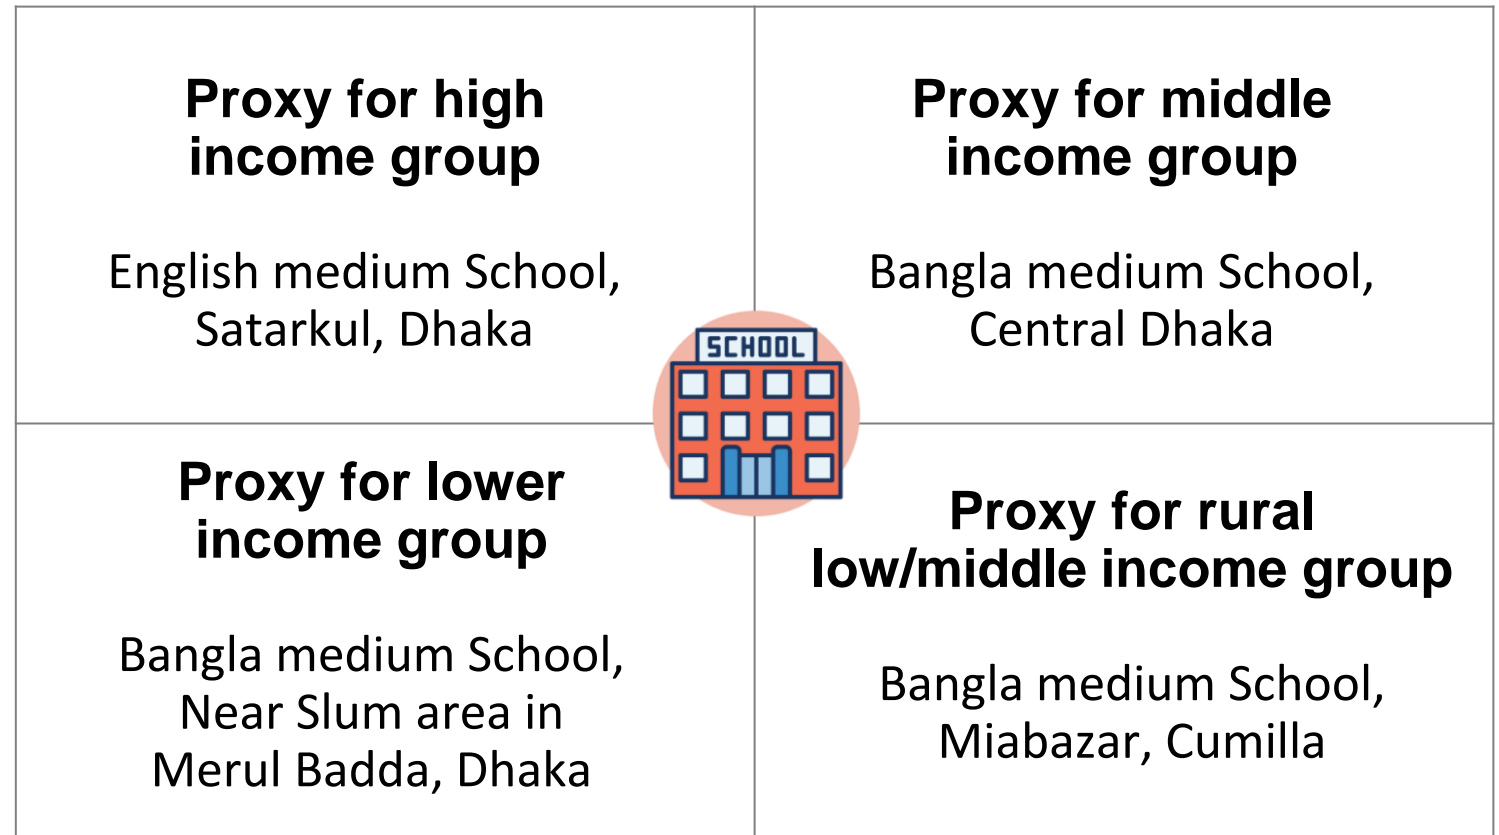 Proxy for high
income group
English medium School,
Satarkul, Dhaka
Proxy for middle
income group
Bangla medium School,
Central Dhaka
SCHOOL
Proxy for lower
income group
Bangla medium School,
Near Slum area in
Merul Badda, Dhaka
Proxy for rural
low/middle income group
Bangla medium School,
Miabazar, Cumilla